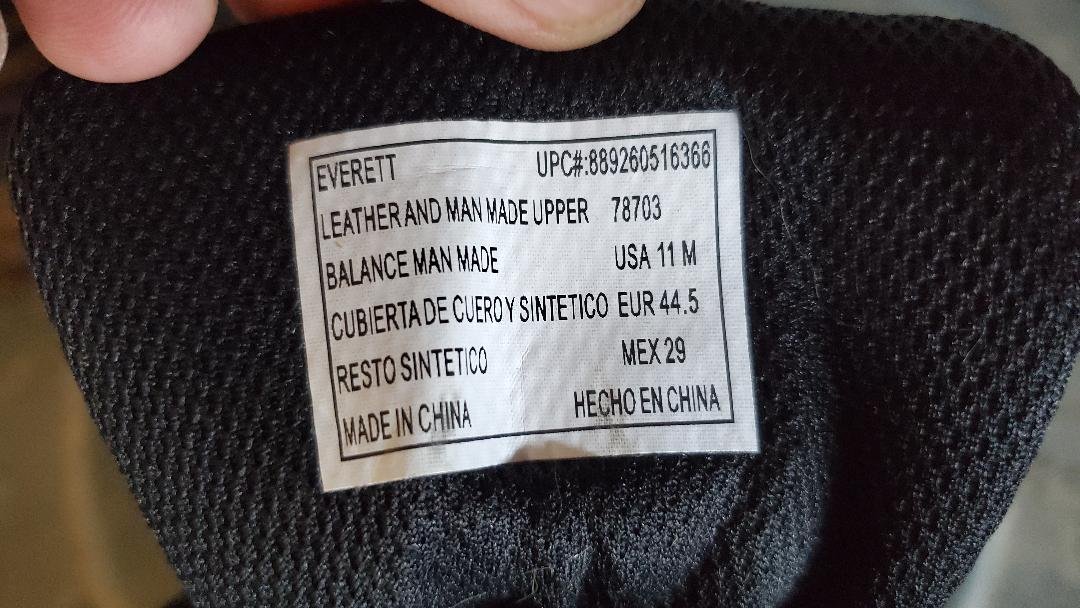 EVERETT UPC#:889260516366
LEATHER AND MAN MADE UPPER 78703
BALANCE MAN MADE USA 11 M
CUBIERTA DE CUERO Y SINTETICO EUR 44.5
RESTO SINTETICO MEX 29
MADE IN CHINA HECHO EN CHINA